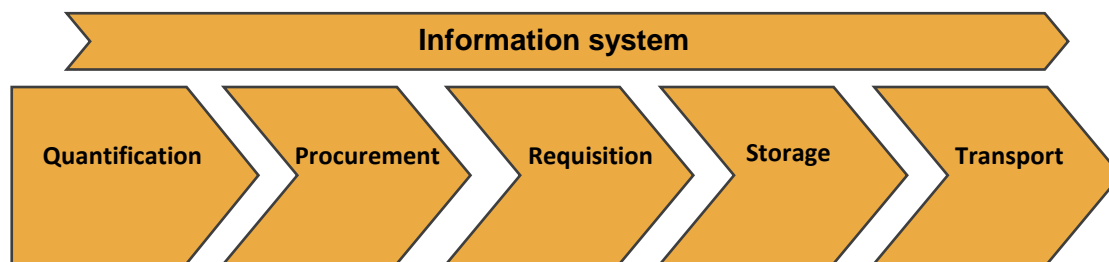 Information system
Quantification
Procurement
Requisition
Storage
Transport